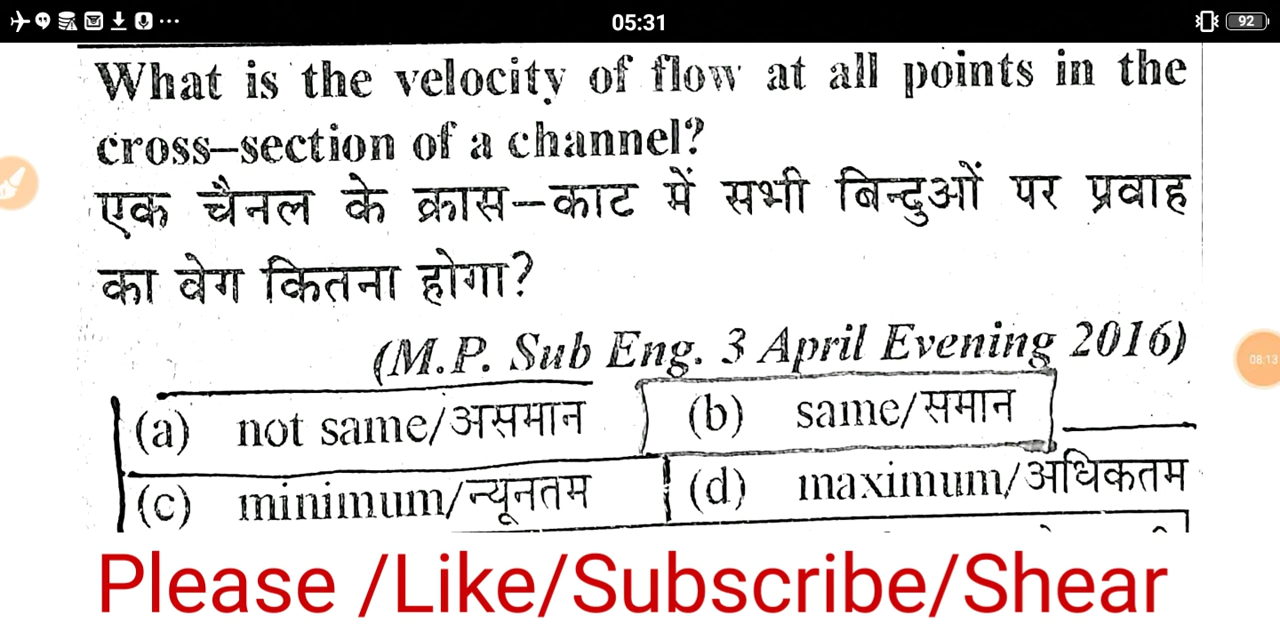 05:31
92
What is the velocity of flow at all points in the
cross-section of a channel?
एक चैनल के क्रास-काट में सभी बिन्दुओं पर प्रवाह
का वेग कितना होगा?
(M.P. Sub Eng. 3 April Evening 2016)
08:13
(a) not same/असमान (b) same/समान
(c) minimum/न्यूनतम (d) maximum/अधिकतम
Please /Like/Subscribe/Shear